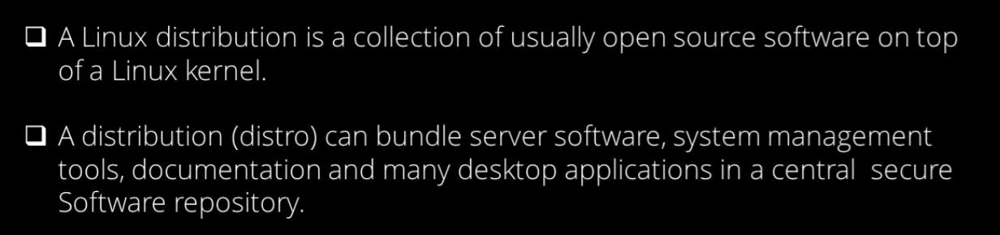 ❑ A Linux distribution is a collection of usually open source software on top
of a Linux kernel.
❑ A distribution (distro) can bundle server software, system management
tools, documentation and many desktop applications in a central secure
Software repository.